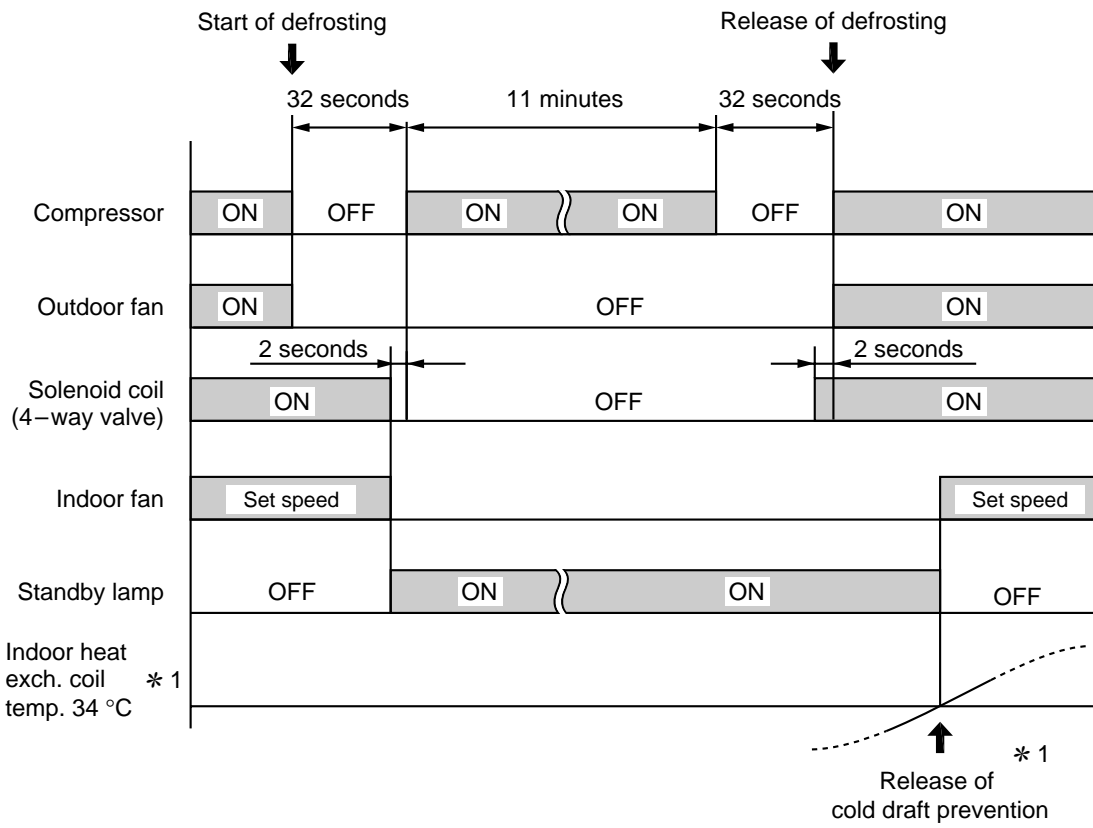 Start of defrosting
Release of defrosting
32 seconds
11 minutes
32 seconds
Compressor
ON
OFF
ON
ON
OFF
ON
Outdoor fan
ON
OFF
ON
2 seconds
2 seconds
Solenoid coil
(4–way valve)
ON
OFF
ON
Indoor fan
Set speed
Set speed
Standby lamp
OFF
ON
ON
OFF
Indoor heat
exch. coil ＊1
temp. 34 °C
＊1
Release of
cold draft prevention